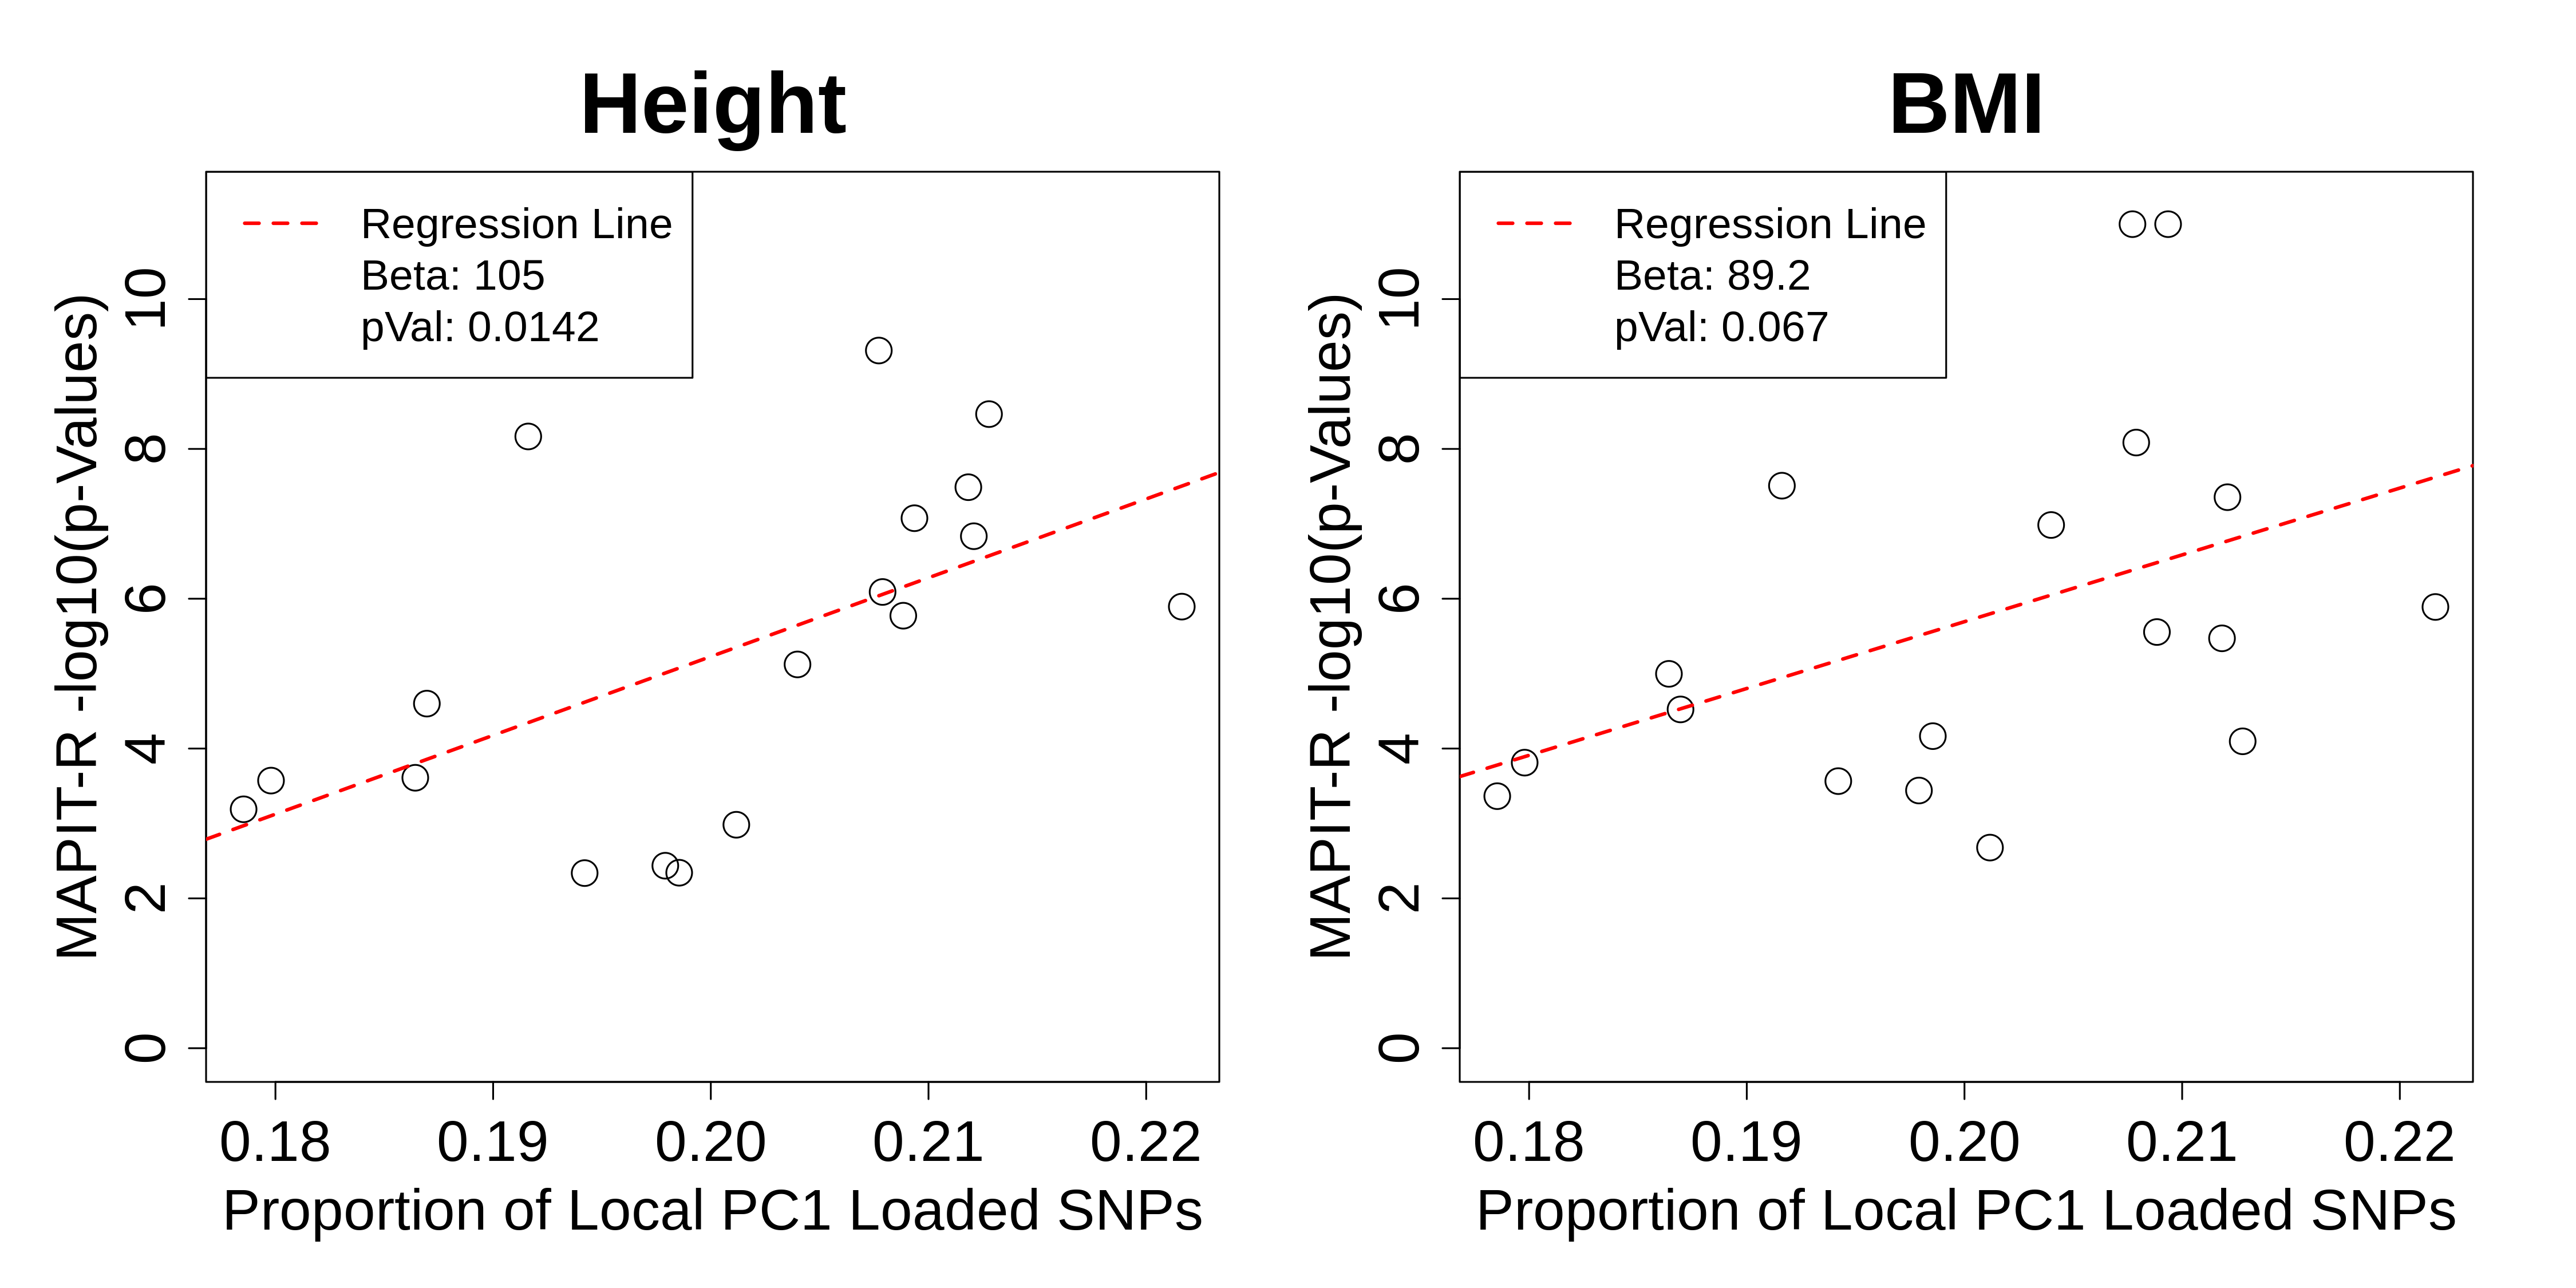 Height
Regression Line
Beta: 105
pVal: 0.0142
MAPIT-R -log10(p-Values)
10
8
6
4
2
0
0.18 0.19 0.20 0.21 0.22
Proportion of Local PC1 Loaded SNPs
BMI
Regression Line
Beta: 89.2
pVal: 0.067
MAPIT-R -log10(p-Values)
10
8
6
4
2
0
0.18 0.19 0.20 0.21 0.22
Proportion of Local PC1 Loaded SNPs